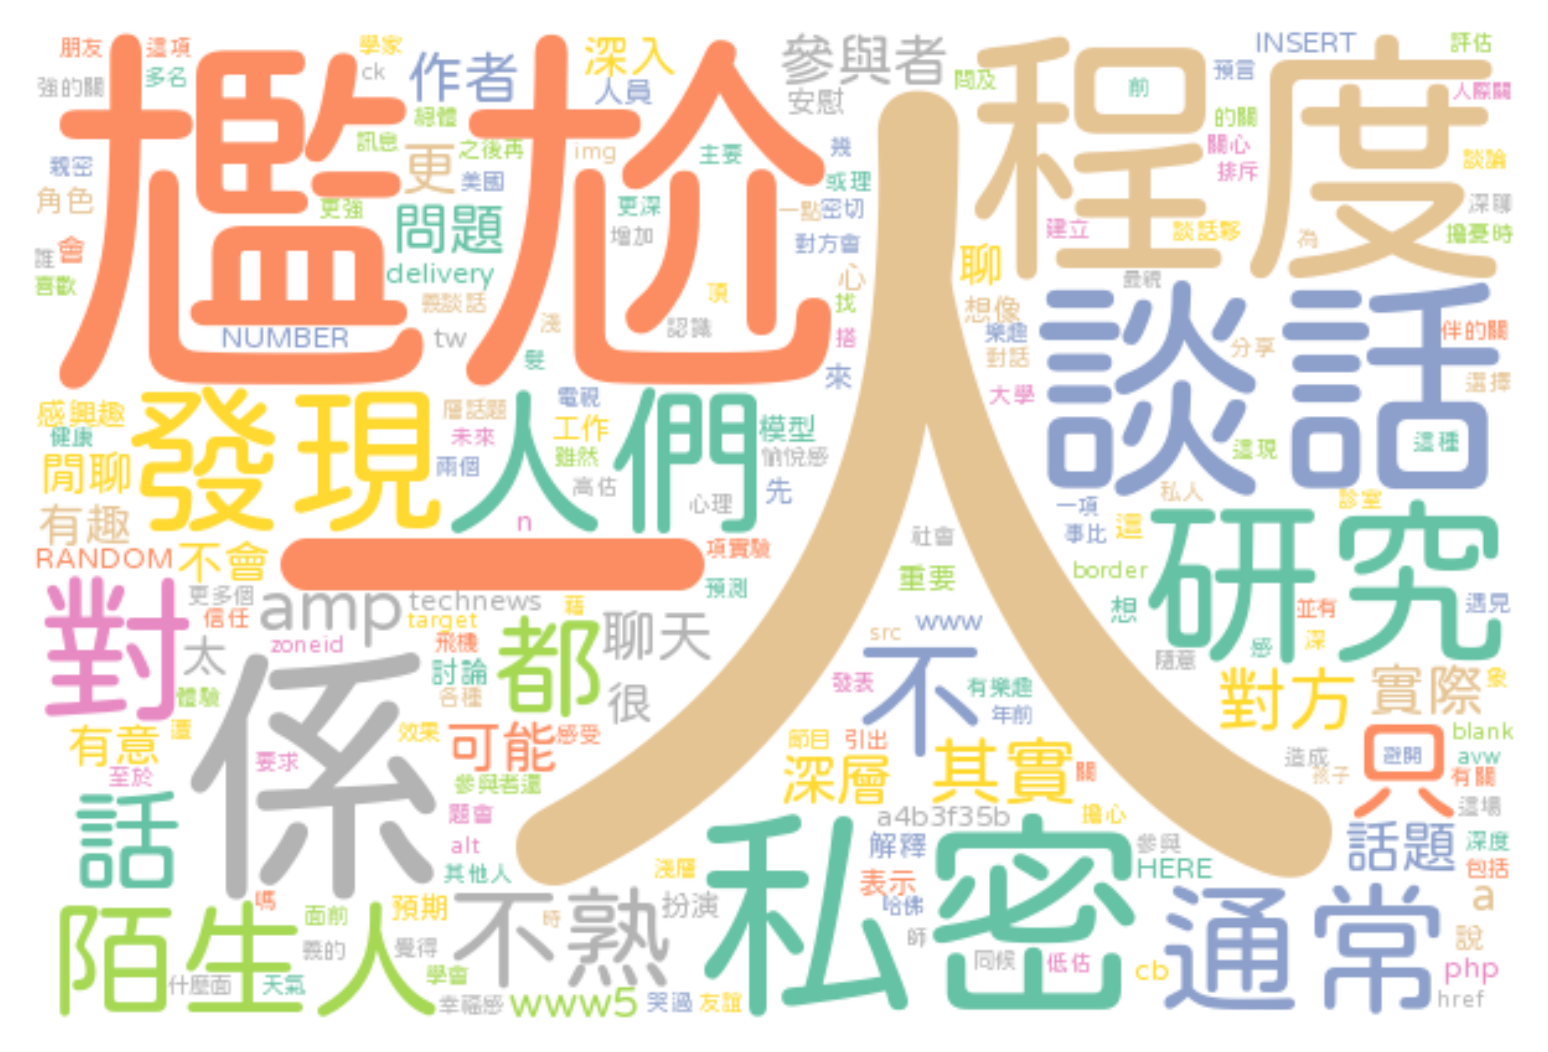 朋友
這項
學家
作者
深入
參與者
程度
INSERT
評估
強的關
多名
ck
人員
安慰
問及
前
預言
人際關
尷尬
總體
訊息
之後再
img
主要
幾
的關
關心
談論
親密
更
美國
或理
排斥
角色
更強
問題
更深
一點
密切
人
建立
談話夥
為
深聊
擔憂時
誰
會
增加
對方會
聊
喜歡
delivery
義談話
頂
心
找
想像
最親
談話
NUMBER
tw
淺
認識
搭
樂趣
對話
分享
伴的關
髮
來
大學
選擇
感興趣
發現
層話題
電視
人們
模型
健康
未來
工作
愉悅感
這現
這種
閒聊
兩個
雖然
高估
心理
先
私人
診室
有趣
n
一項
事比
這
研究
RANDOM
不會
一
項實驗
社會
預測
重要
border
對
更多個
信任
amp
technews
target
藉
想
並有
遇見
太
zoneid
飛機
都
聊天
src
www
感
深
隨意
係
討論
各種
很
發表
不
有樂趣
年前
對方
實際
象
體驗
有意
還
至於
要求
效果
可能
感受
參與者還
節目
引出
深層
其實
關
造成
孩子
只
避開
blank
avw
有關
這場
話
題會
alt
其他人
淺層
a4b3f35b
擔心
解釋
參與
HERE
話題
深度
包括
陌生人
嗎
面前
預期
不熟
時
扮演
私密
表示
哈佛
通常
a
義的
覺得
師
說
什麼面
天氣
學會
同候
低估
cb
php
幸福感
www5
哭過
友誼
href